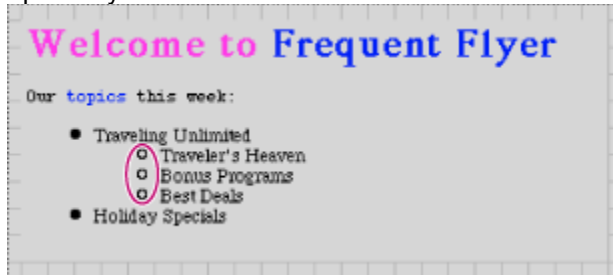 Welcome to Frequent Flyer
Our topics this week:
Traveling Unlimited
Traveler's Heaven
Bonus Programs
Best Deals
Holiday Specials